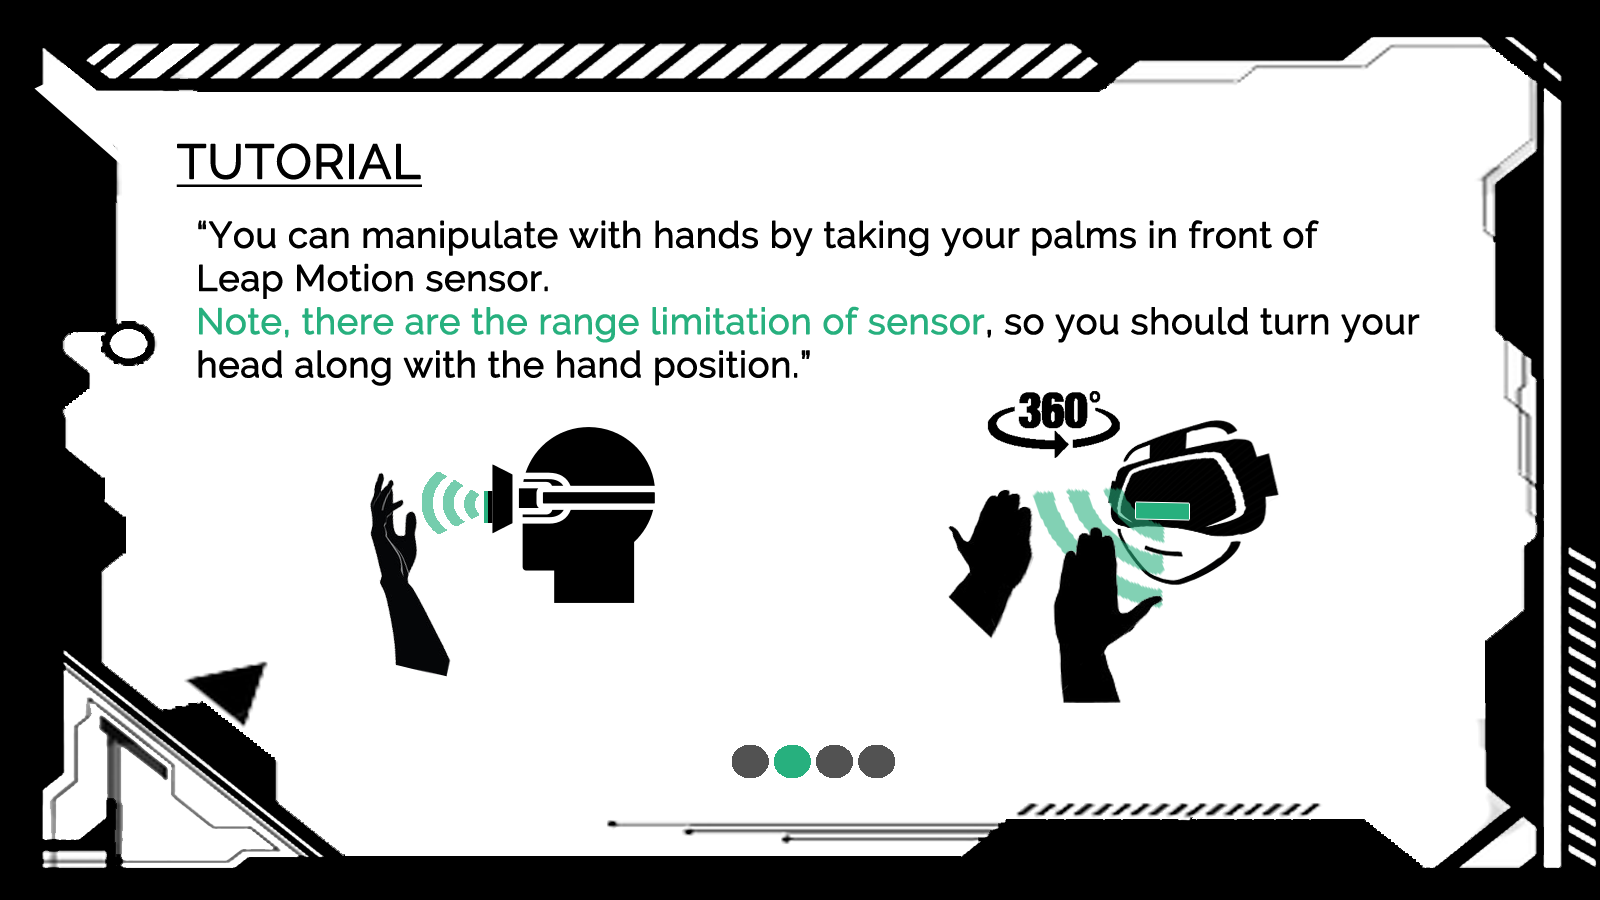 TUTORIAL
“You can manipulate with hands by taking your palms in front of
Leap Motion sensor.
Note, there are the range limitation of sensor, so you should turn your
head along with the hand position.”
360°